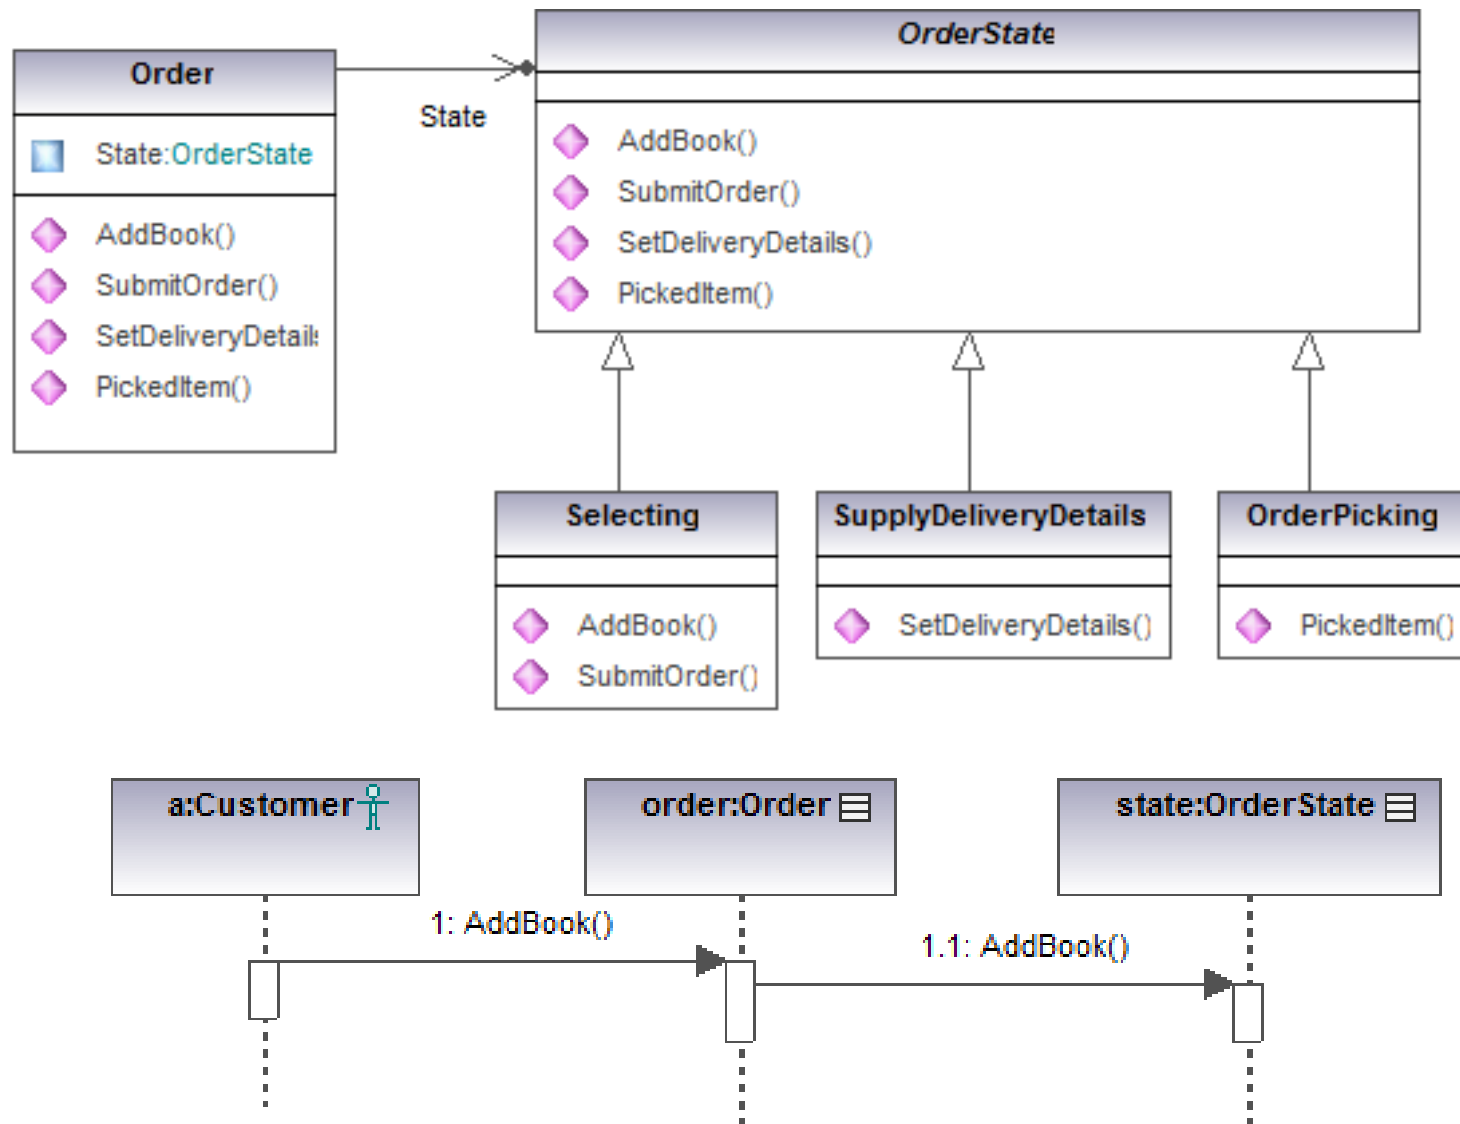 OrderState
Order
State
State:OrderState
AddBook()
SubmitOrder()
SetDeliveryDetails
PickedItem()
AddBook()
SubmitOrder()
SetDeliveryDetails()
PickedItem()
Selecting
AddBook()
SubmitOrder()
SupplyDeliveryDetails
SetDeliveryDetails()
OrderPicking
PickedItem()
a:Customer
order:Order
state:OrderState
1: AddBook()
1.1: AddBook()